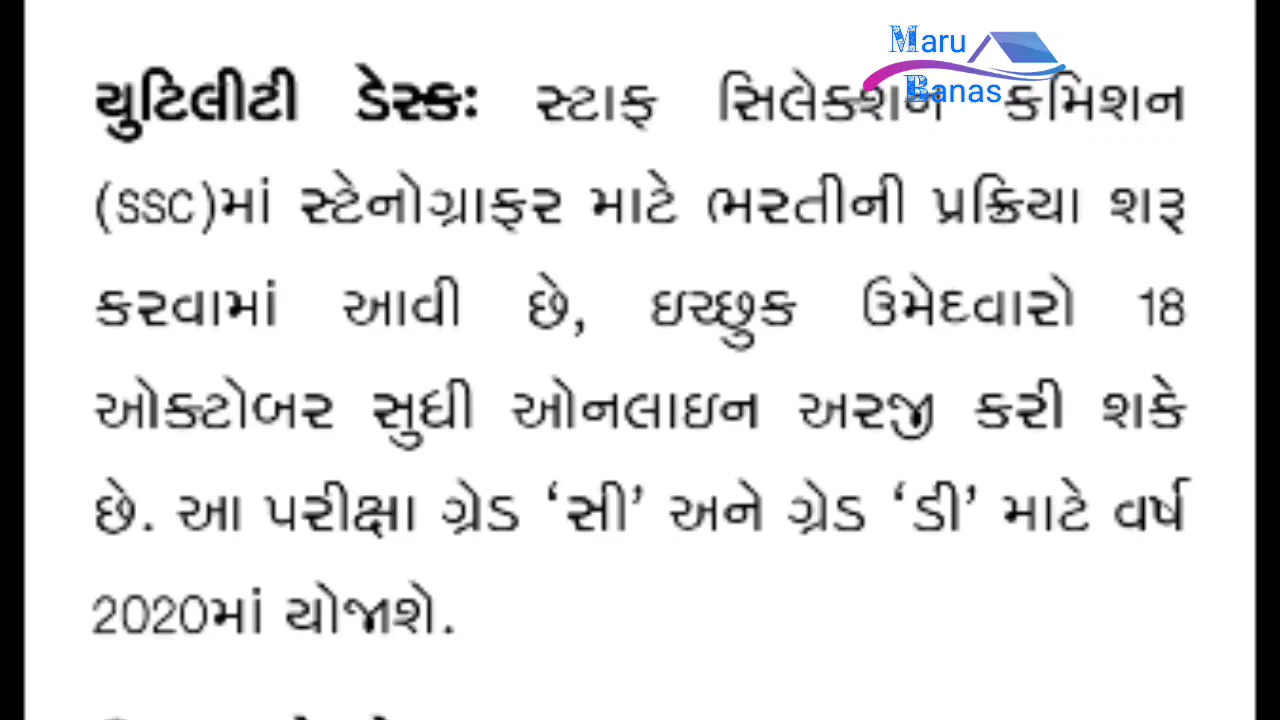 Maru
Banas
યુટિલીટી ડેસ્કઃ સ્ટાફ સિલેક્શન કમિશન
(SSC)માં સ્ટેનોગ્રાફર માટે ભરતીની પ્રક્રિયા શરૂ
કરવામાં આવી છે, ઇચ્છુક ઉમેદવારો 18
ઓક્ટોબર સુધી ઓનલાઇન અરજી કરી શકે
છે. આ પરીક્ષા ગ્રેડ ‘સી’ અને ગ્રેડ ‘ડી’ માટે વર્ષ
2020માં યોજાશે.